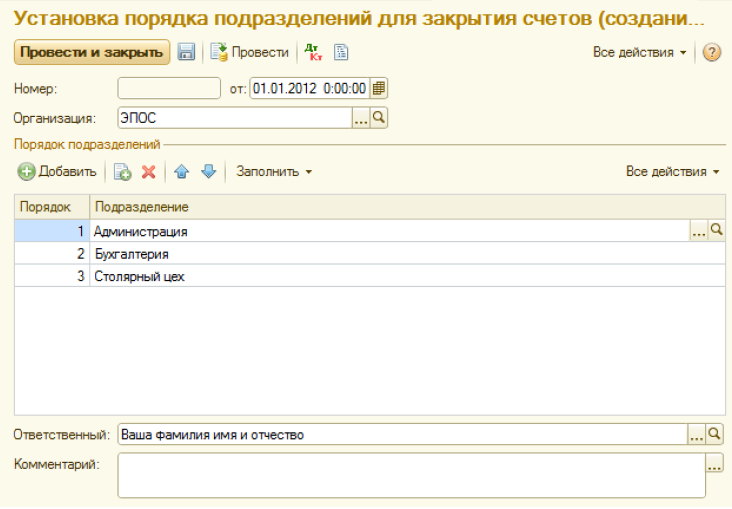 Установка порядка подразделений для закрытия счетов (создани...
Провести и закрыть Провести Дт Кт Все действия ?
Номер: от: 01.01.2012 0:00:00
Организация: ЭПОС ...
Порядок подразделений
Добавить Заполнить Все действия
Порядок Подразделение
1 Администрация ...
2 Бухгалтерия
3 Столярный цех
Ответственный: Ваша фамилия имя и отчество ...
Комментарий: ...